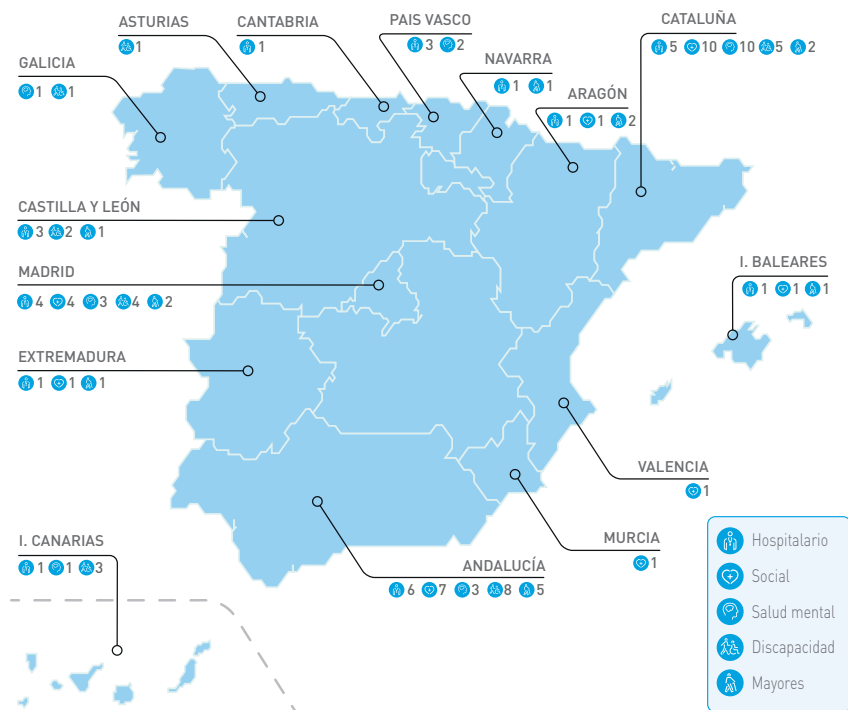 ASTURIAS
1
CANTABRIA
1
PAIS VASCO
3 2
CATALUÑA
5 10 10 5 2
GALICIA
1 1
NAVARRA
1 1
ARAGÓN
1 1 2
CASTILLA Y LEÓN
3 2 1
MADRID
4 4 3 4 2
I. BALEARES
1 1 1
EXTREMADURA
1 1 1
VALENCIA
1
I. CANARIAS
1 1 3
ANDALUCÍA
6 7 3 8 5
MURCIA
1
Hospitalario
Social
Salud mental
Discapacidad
Mayores